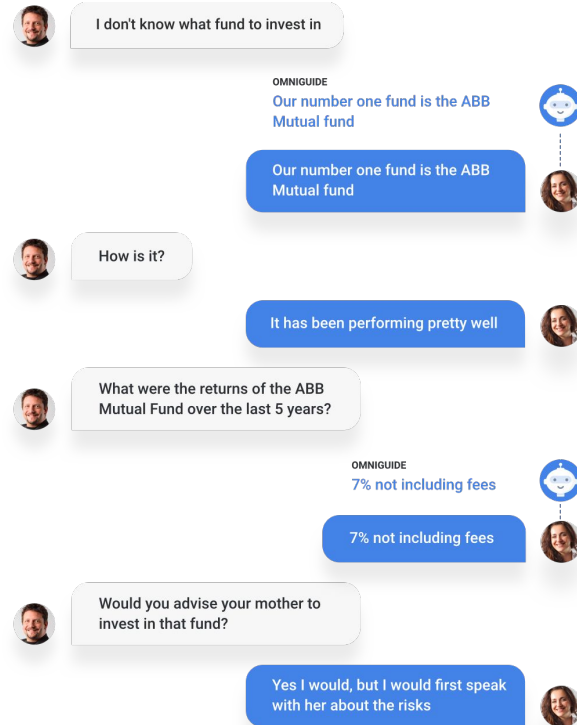 I don't know what fund to invest in
OMNIGUIDE
Our number one fund is the ABB
Mutual fund
Our number one fund is the ABB
Mutual fund
How is it?
It has been performing pretty well
What were the returns of the ABB
Mutual Fund over the last 5 years?
OMNIGUIDE
7% not including fees
7% not including fees
Would you advise your mother to
invest in that fund?
Yes I would, but I would first speak
with her about the risks